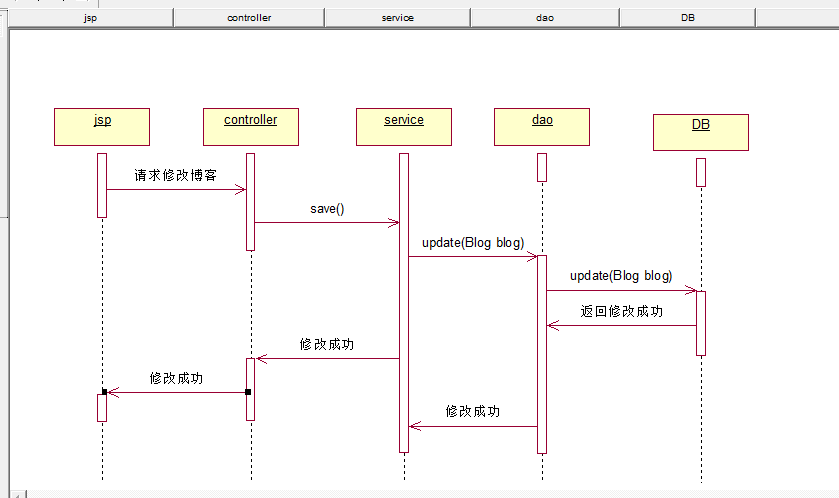 jsp
controller
service
dao
DB
jsp
controller
service
dao
DB
请求修改博客
save()
update(Blog blog)
update(Blog blog)
返回修改成功
修改成功
修改成功
修改成功